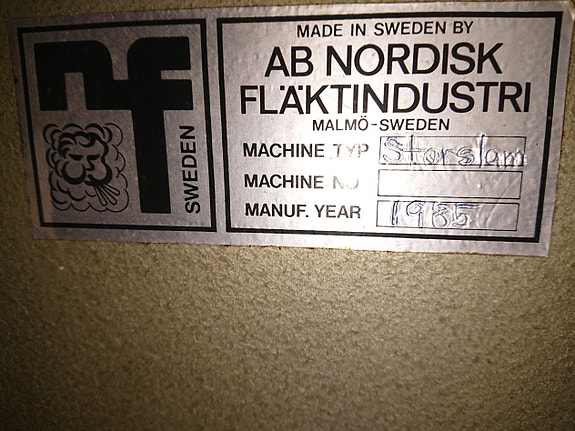 nf
SWEDEN
MADE IN SWEDEN BY
AB NORDISK
FLÄKTINDUSTRI
MALMÖ-SWEDEN
MACHINE TYP Storslam
MACHINE NO
MANUF. YEAR 1985